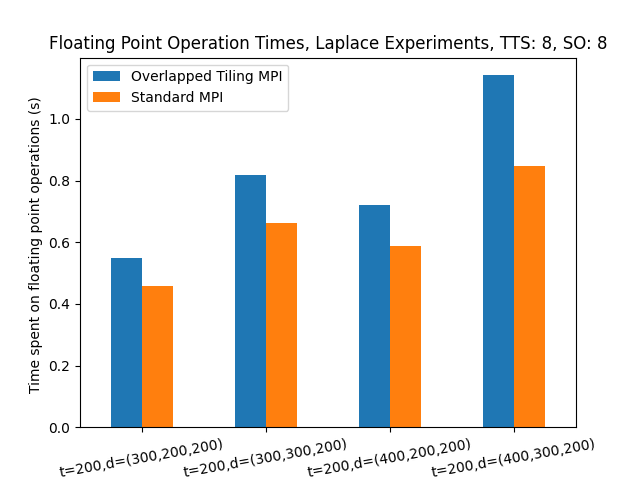 Floating Point Operation Times, Laplace Experiments, TTS: 8, SO: 8
Overlapped Tiling MPI
Standard MPI
Time spent on floating point operations (s)
1.0
0.8
0.6
0.4
0.2
0.0
t=200,d=(300,200,200)
t=200,d=(300,300,200)
t=200,d=(400,200,200)
t=200,d=(400,300,200)